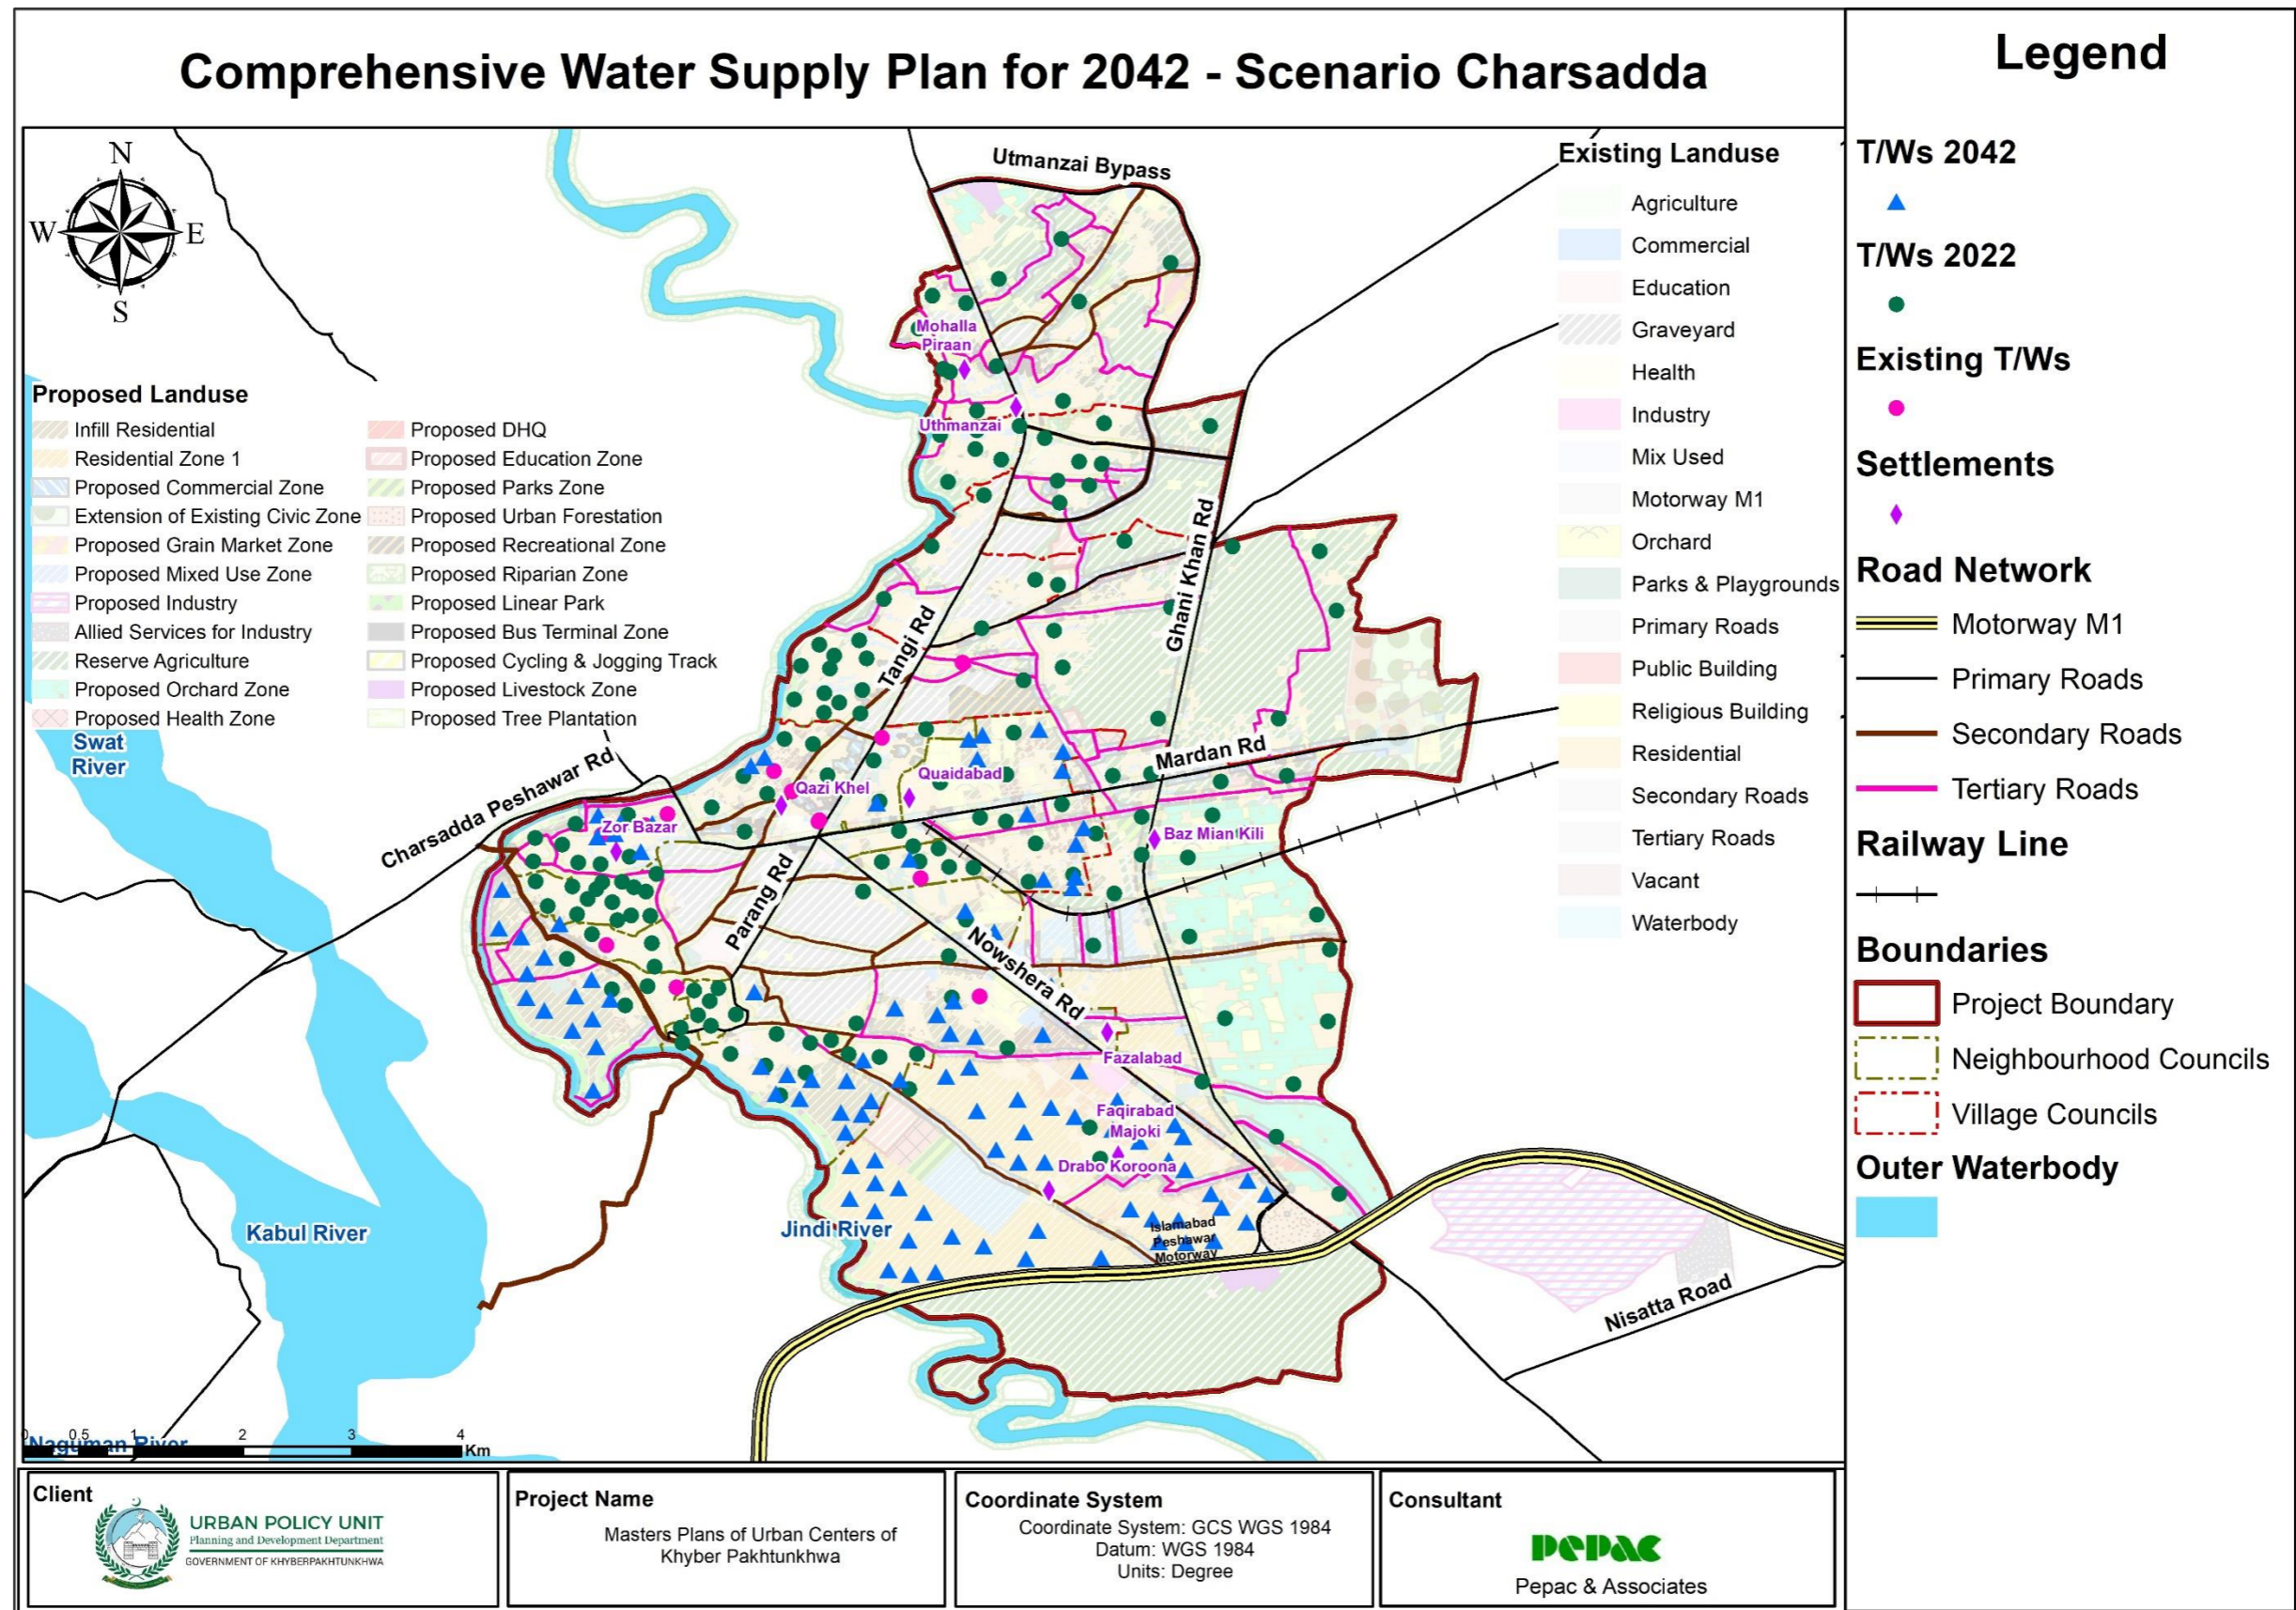 Comprehensive Water Supply Plan for 2042 - Scenario Charsadda
N
W
E
S
Utmanzai Bypass
Mohalla
Piraan
Uthmanzai
Ghani Khan Rd
Tangi Rd
Mardan Rd
Quaidabad
Qazi Khel
Charsadda Peshawar Rd
Zor Bazar
Baz Mian Kili
Parang Rd
Nowshera Rd
Fazalabad
Faqirabad
Majoki
Drabo Koroona
Islamabad
Peshawar
Motorway
Nisatta Road
Swat
River
Kabul River
Jindi River
Naguman River
0 0.5 1 2 3 4
Km
Proposed Landuse
Infill Residential
Residential Zone 1
Proposed Commercial Zone
Extension of Existing Civic Zone
Proposed Grain Market Zone
Proposed Mixed Use Zone
Proposed Industry
Allied Services for Industry
Reserve Agriculture
Proposed Orchard Zone
Proposed Health Zone
Proposed DHQ
Proposed Education Zone
Proposed Parks Zone
Proposed Urban Forestation
Proposed Recreational Zone
Proposed Riparian Zone
Proposed Linear Park
Proposed Bus Terminal Zone
Proposed Cycling & Jogging Track
Proposed Livestock Zone
Proposed Tree Plantation
Existing Landuse
Agriculture
Commercial
Education
Graveyard
Health
Industry
Mix Used
Motorway M1
Orchard
Parks & Playgrounds
Primary Roads
Public Building
Religious Building
Residential
Secondary Roads
Tertiary Roads
Vacant
Waterbody
Legend
T/Ws 2042
T/Ws 2022
Existing T/Ws
Settlements
Road Network
Motorway M1
Primary Roads
Secondary Roads
Tertiary Roads
Railway Line
Boundaries
Project Boundary
Neighbourhood Councils
Village Councils
Outer Waterbody
Client
URBAN POLICY UNIT
Planning and Development Department
GOVERNMENT OF KHYBERPAKHTUNKHWA
Project Name
Masters Plans of Urban Centers of
Khyber Pakhtunkhwa
Coordinate System
Coordinate System: GCS WGS 1984
Datum: WGS 1984
Units: Degree
Consultant
PEPAC
Pepac & Associates